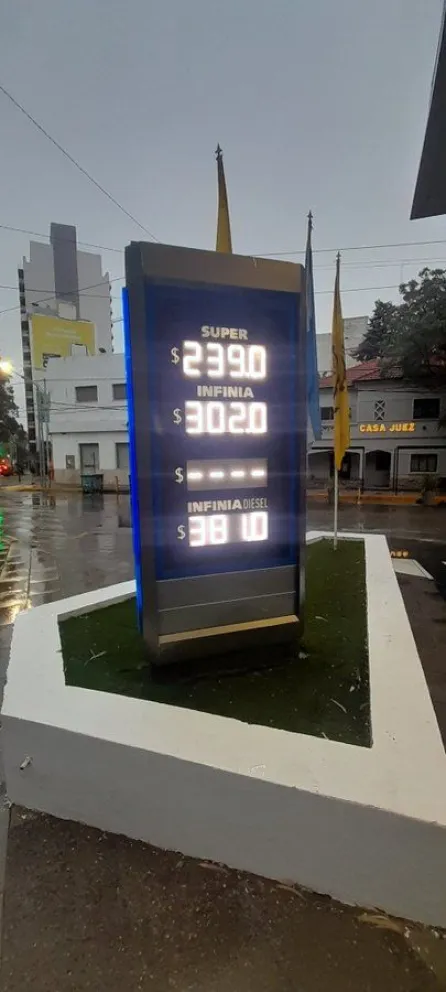 SUPER
$239.0
INFINIA
$302.0
$----
INFINIA DIESEL
$381.0
CASA JUEZ